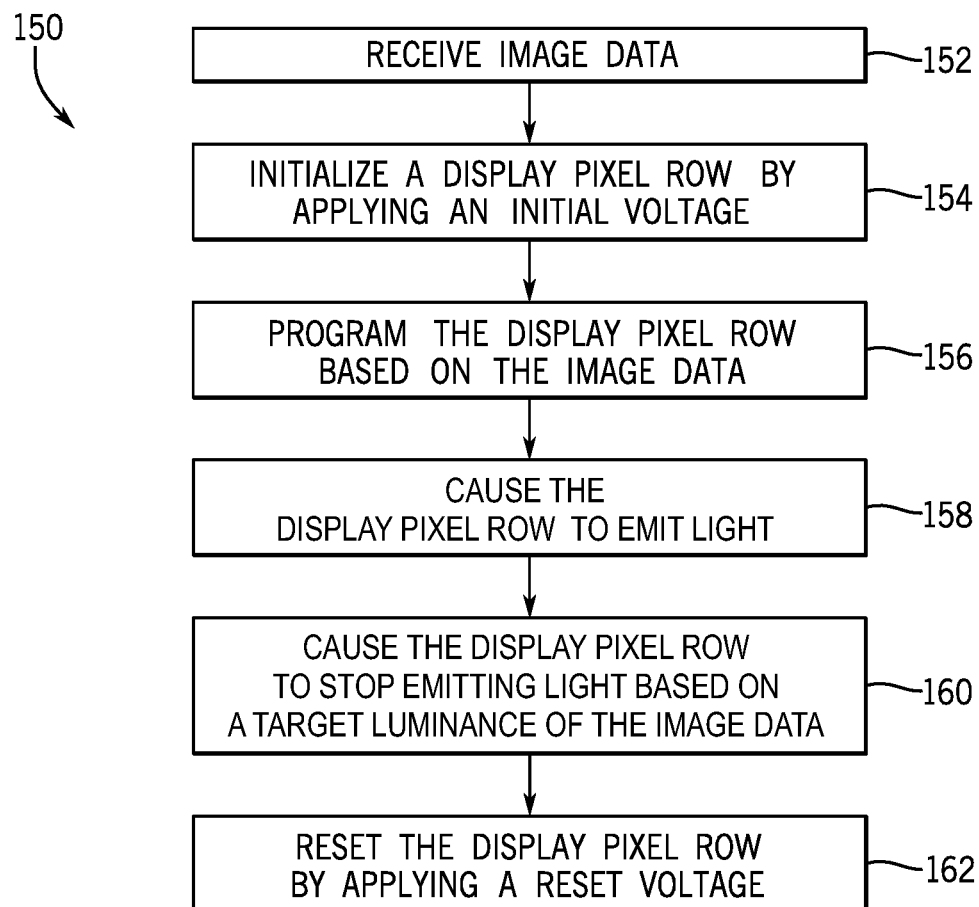 150
RECEIVE IMAGE DATA
152
INITIALIZE A DISPLAY PIXEL ROW BY
APPLYING AN INITIAL VOLTAGE
154
PROGRAM THE DISPLAY PIXEL ROW
BASED ON THE IMAGE DATA
156
CAUSE THE
DISPLAY PIXEL ROW TO EMIT LIGHT
158
CAUSE THE DISPLAY PIXEL ROW
TO STOP EMITTING LIGHT BASED ON
A TARGET LUMINANCE OF THE IMAGE DATA
160
RESET THE DISPLAY PIXEL ROW
BY APPLYING A RESET VOLTAGE
162